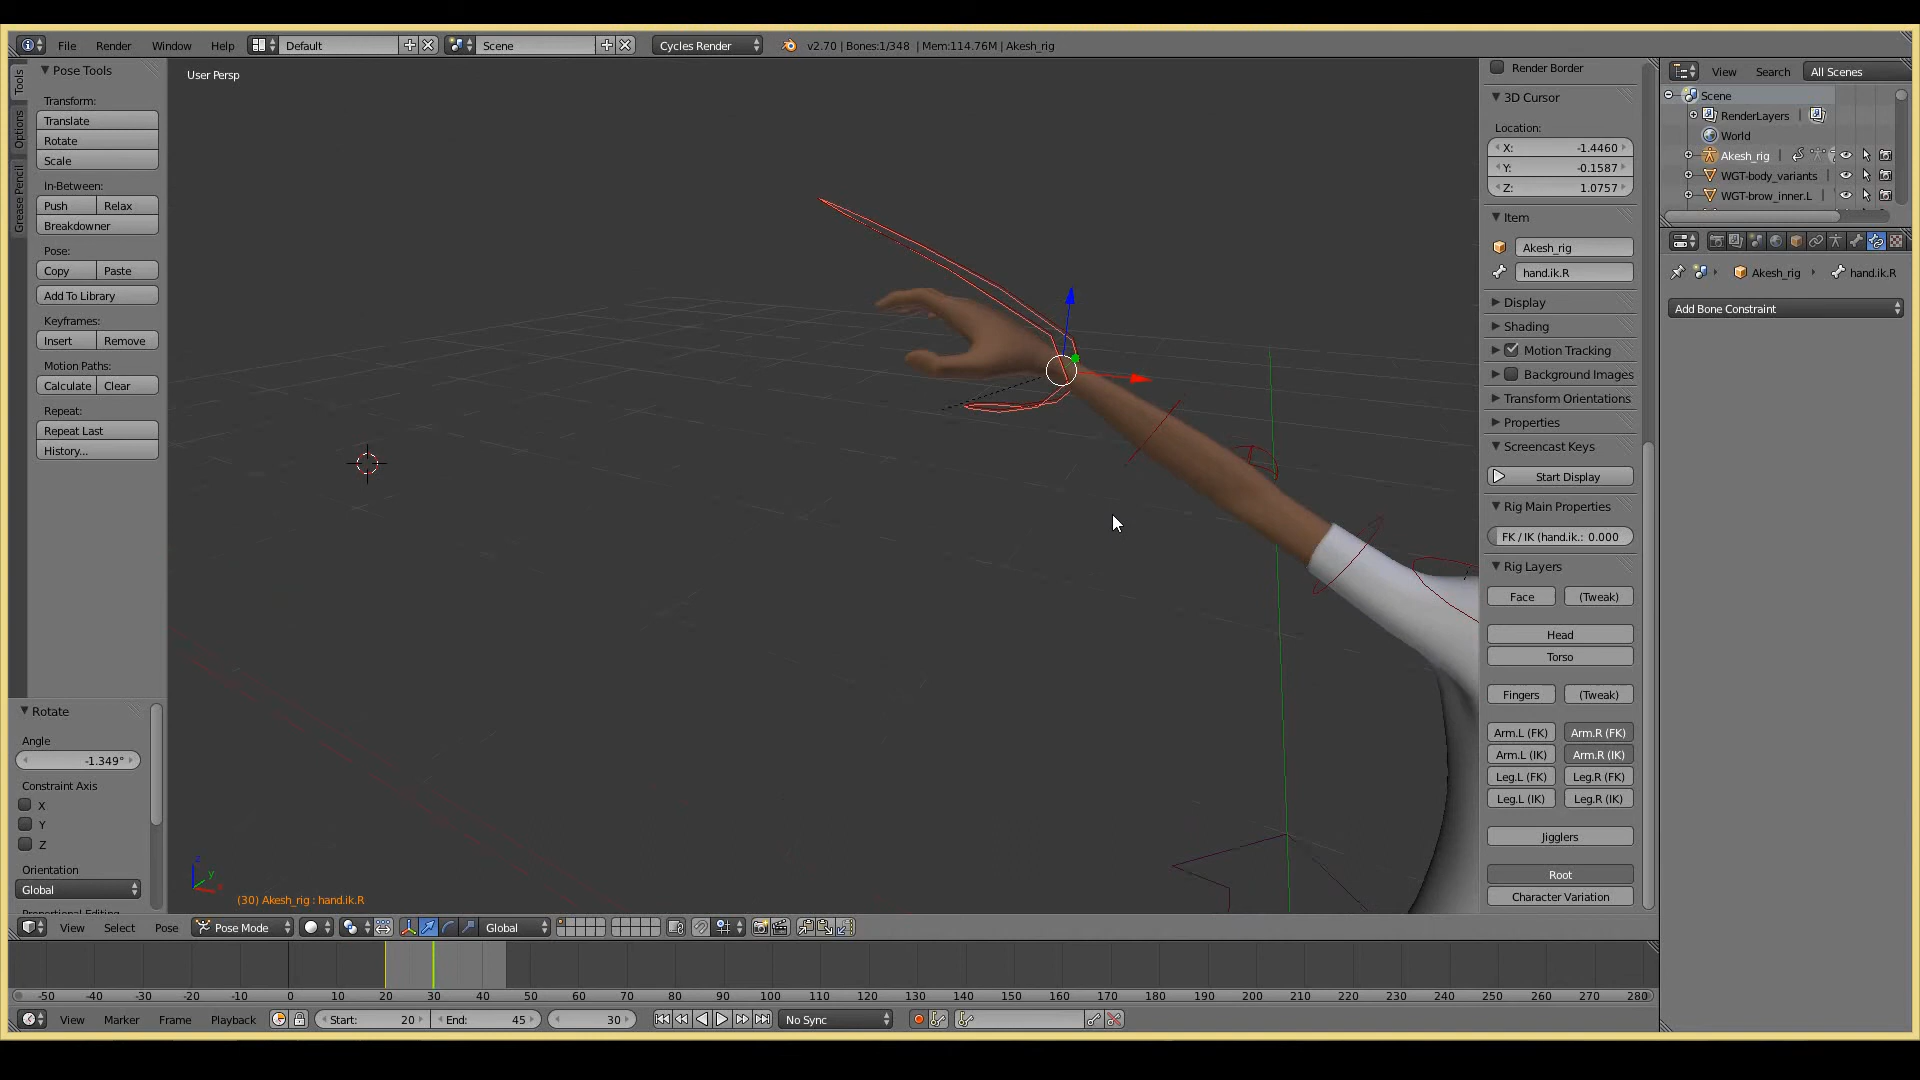 File Render Window Help Default Scene Cycles Render v2.70 | Bones:1/348 | Mem:114.76M | Akesh_rig
Tools
Options
Grease Pencil
Pose Tools
Transform:
Translate
Rotate
Scale
In-Between:
Push Relax
Breakdowner
Pose:
Copy Paste
Add To Library
Keyframes:
Insert Remove
Motion Paths:
Calculate Clear
Repeat:
Repeat Last
History...
Rotate
Angle
-1.349°
Constraint Axis
X
Y
Z
Orientation
Global
User Persp
z
y
(30) Akesh_rig : hand.ik.R
Render Border
3D Cursor
Location:
X: -1.4460
Y: -0.1587
Z: 1.0757
Item
Akesh_rig
hand.ik.R
Display
Shading
Motion Tracking
Background Images
Transform Orientations
Properties
Screencast Keys
Start Display
Rig Main Properties
FK / IK (hand.ik.: 0.000
Rig Layers
Face (Tweak)
Head
Torso
Fingers (Tweak)
Arm.L (FK) Arm.R (FK)
Arm.L (IK) Arm.R (IK)
Leg.L (FK) Leg.R (FK)
Leg.L (IK) Leg.R (IK)
Jigglers
Root
Character Variation
View Search All Scenes
Scene
RenderLayers
World
Akesh_rig
WGT-body_variants
WGT-brow_inner.L
Akesh_rig hand.ik.R
Add Bone Constraint
View Select Pose Pose Mode Global
-50 -40 -30 -20 -10 0 10 20 30 40 50 60 70 80 90 100 110 120 130 140 150 160 170 180 190 200 210 220 230 240 250 260 270 280
View Marker Frame Playback Start: 20 End: 45 30 No Sync